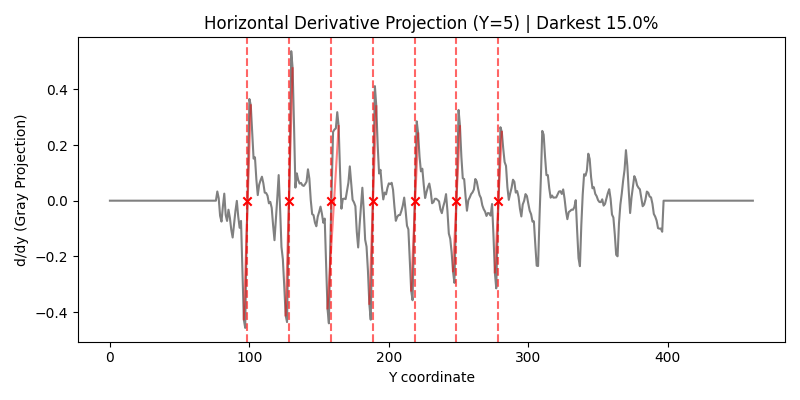 Horizontal Derivative Projection (Y=5) | Darkest 15.0%
d/dy (Gray Projection)
0.4
0.2
0.0
−0.2
−0.4
0 100 200 300 400
Y coordinate